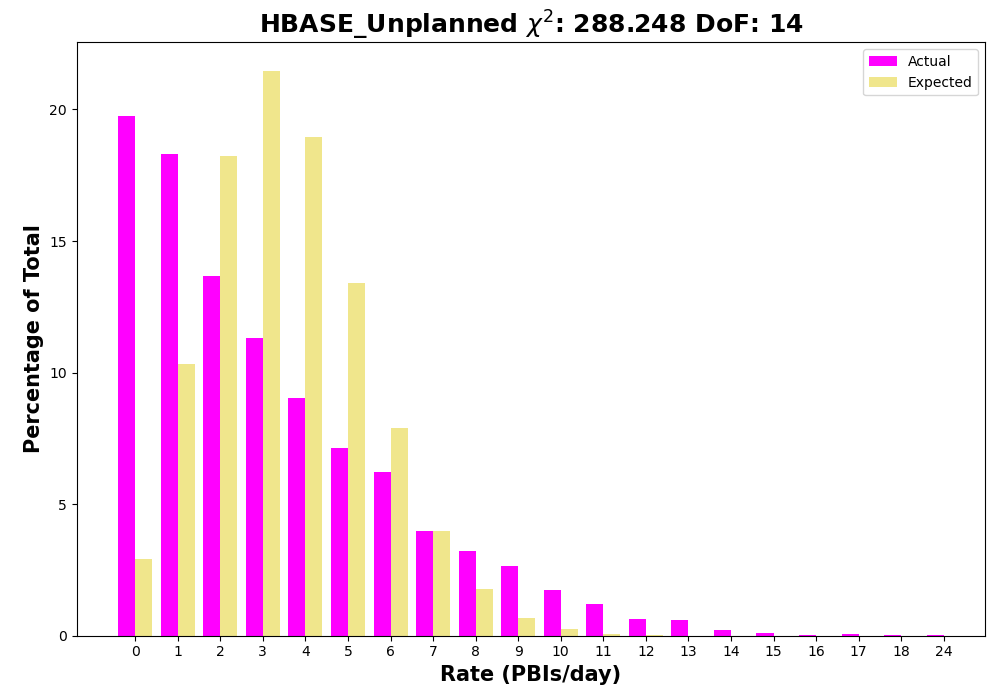 HBASE_Unplanned χ²: 288.248 DoF: 14
Actual
Expected
Percentage of Total
20
15
10
5
0
0 1 2 3 4 5 6 7 8 9 10 11 12 13 14 15 16 17 18 24
Rate (PBIs/day)